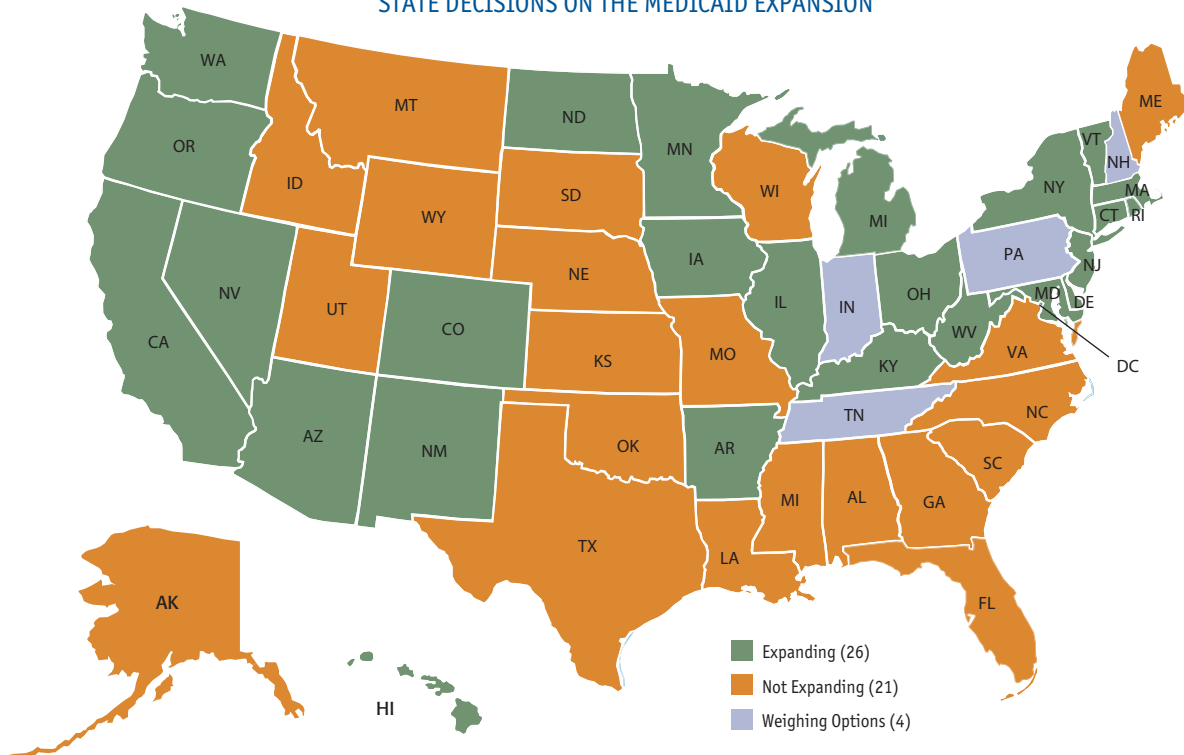 STATE DECISIONS ON THE MEDICAID EXPANSION
WA
MT
ND
ME
OR
MN
VT
ID
NH
WI
SD
NY
MA
WY
MI
CT
RI
PA
IA
NE
NJ
NV
OH
MD
DE
IL
IN
UT
CO
WV
CA
VA
KS
MO
KY
DC
NC
TN
AZ
OK
AR
NM
SC
MI
AL
GA
TX
LA
AK
FL
HI
Expanding (26)
Not Expanding (21)
Weighing Options (4)